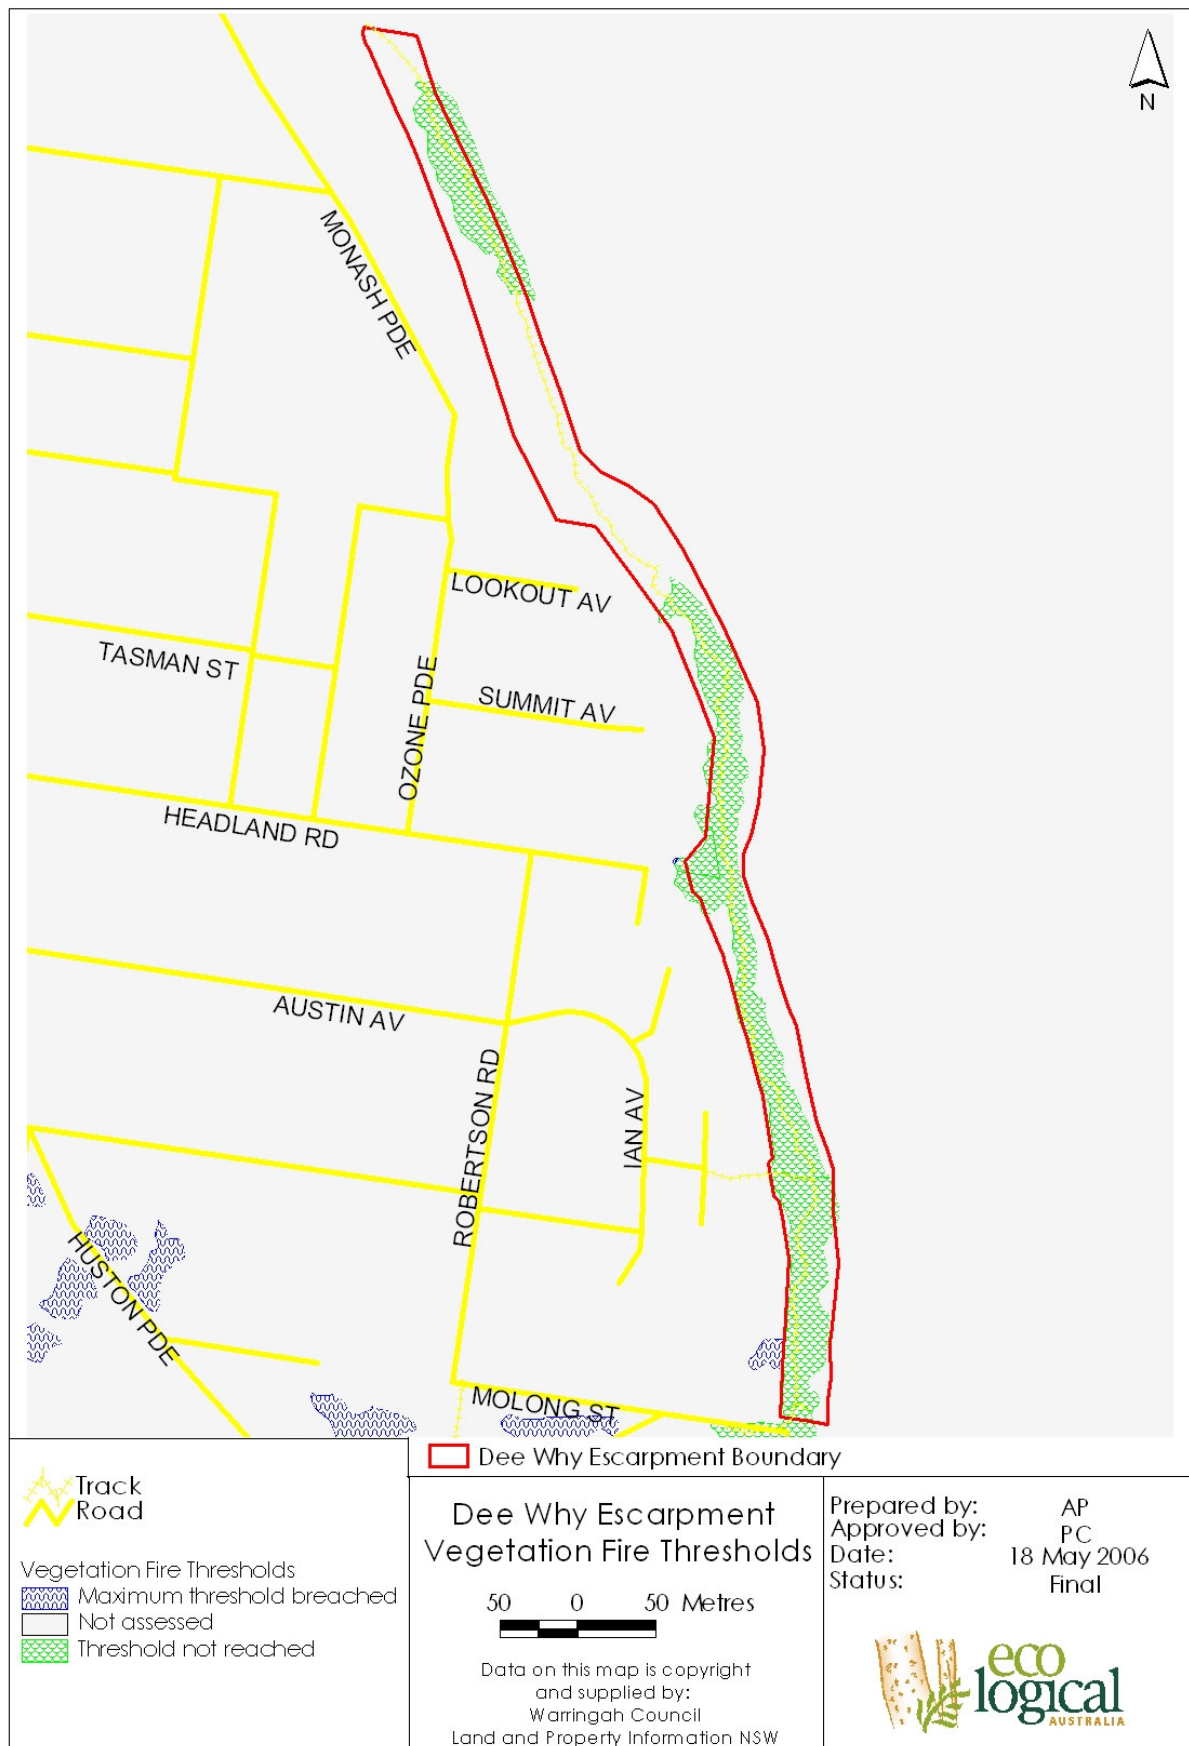 N
MONASH PDE
LOOKOUT AV
TASMAN ST
OZONE PDE
SUMMIT AV
HEADLAND RD
AUSTIN AV
ROBERTSON RD
IAN AV
HUSTON PDE
MOLONG ST
Dee Why Escarpment Boundary
Track
Road
Vegetation Fire Thresholds
Maximum threshold breached
Not assessed
Threshold not reached
Dee Why Escarpment
Vegetation Fire Thresholds
50 0 50 Metres
Data on this map is copyright
and supplied by:
Warringah Council
Land and Property Information NSW
Prepared by: AP
Approved by: PC
Date: 18 May 2006
Status: Final
eco
logical
AUSTRALIA